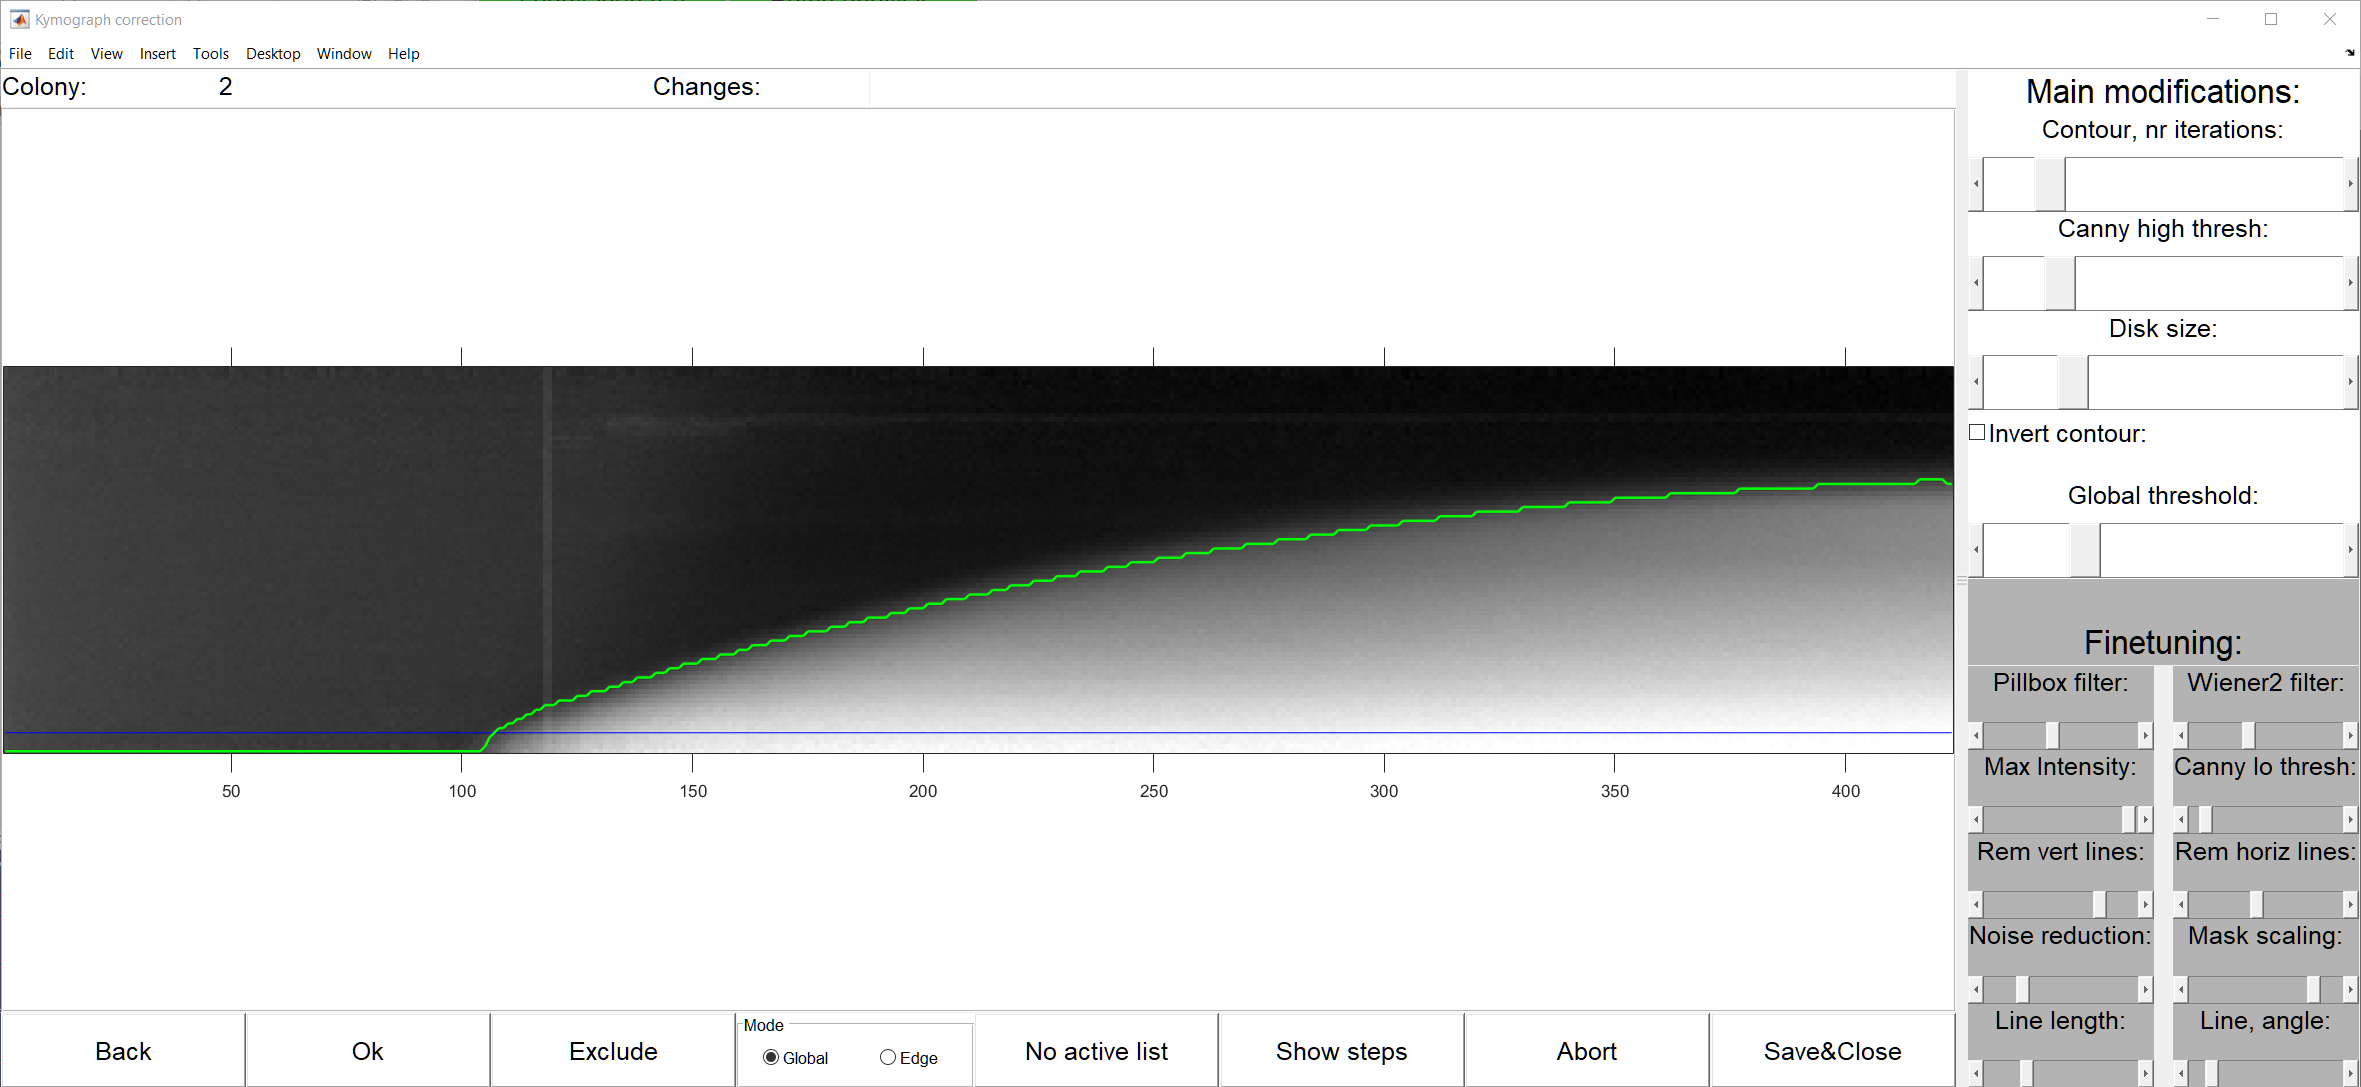 Kymograph correction
File Edit View Insert Tools Desktop Window Help
Colony: 2 Changes:
Main modifications:
Contour, nr iterations:
Canny high thresh:
Disk size:
Invert contour:
Global threshold:
Finetuning:
Pillbox filter: Wiener2 filter:
Max Intensity: Canny lo thresh:
Rem vert lines: Rem horiz lines:
Noise reduction: Mask scaling:
Line length: Line, angle:
50 100 150 200 250 300 350 400
Mode
Back Ok Exclude Global Edge No active list Show steps Abort Save&Close